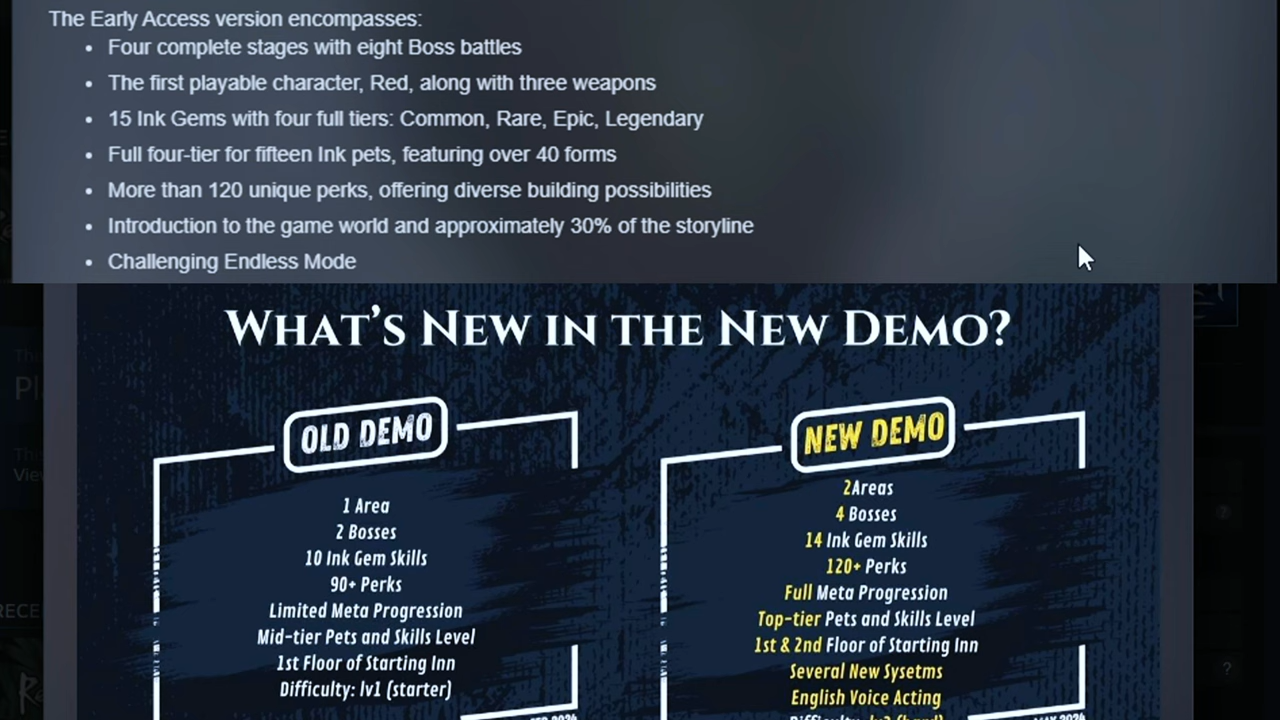 The Early Access version encompasses:
• Four complete stages with eight Boss battles
• The first playable character, Red, along with three weapons
• 15 Ink Gems with four full tiers: Common, Rare, Epic, Legendary
• Full four-tier for fifteen Ink pets, featuring over 40 forms
• More than 120 unique perks, offering diverse building possibilities
• Introduction to the game world and approximately 30% of the storyline
• Challenging Endless Mode
What's New in the New Demo?
OLD DEMO
1 Area
2 Bosses
10 Ink Gem Skills
90+ Perks
Limited Meta Progression
Mid-tier Pets and Skills Level
1st Floor of Starting Inn
Difficulty: lv1 (starter)
NEW DEMO
2Areas
4 Bosses
14 Ink Gem Skills
120+ Perks
Full Meta Progression
Top-tier Pets and Skills Level
1st & 2nd Floor of Starting Inn
Several New Sysetms
English Voice Acting